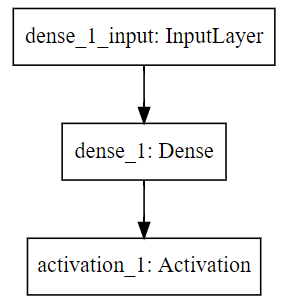 dense_1_input: InputLayer
dense_1: Dense
activation_1: Activation